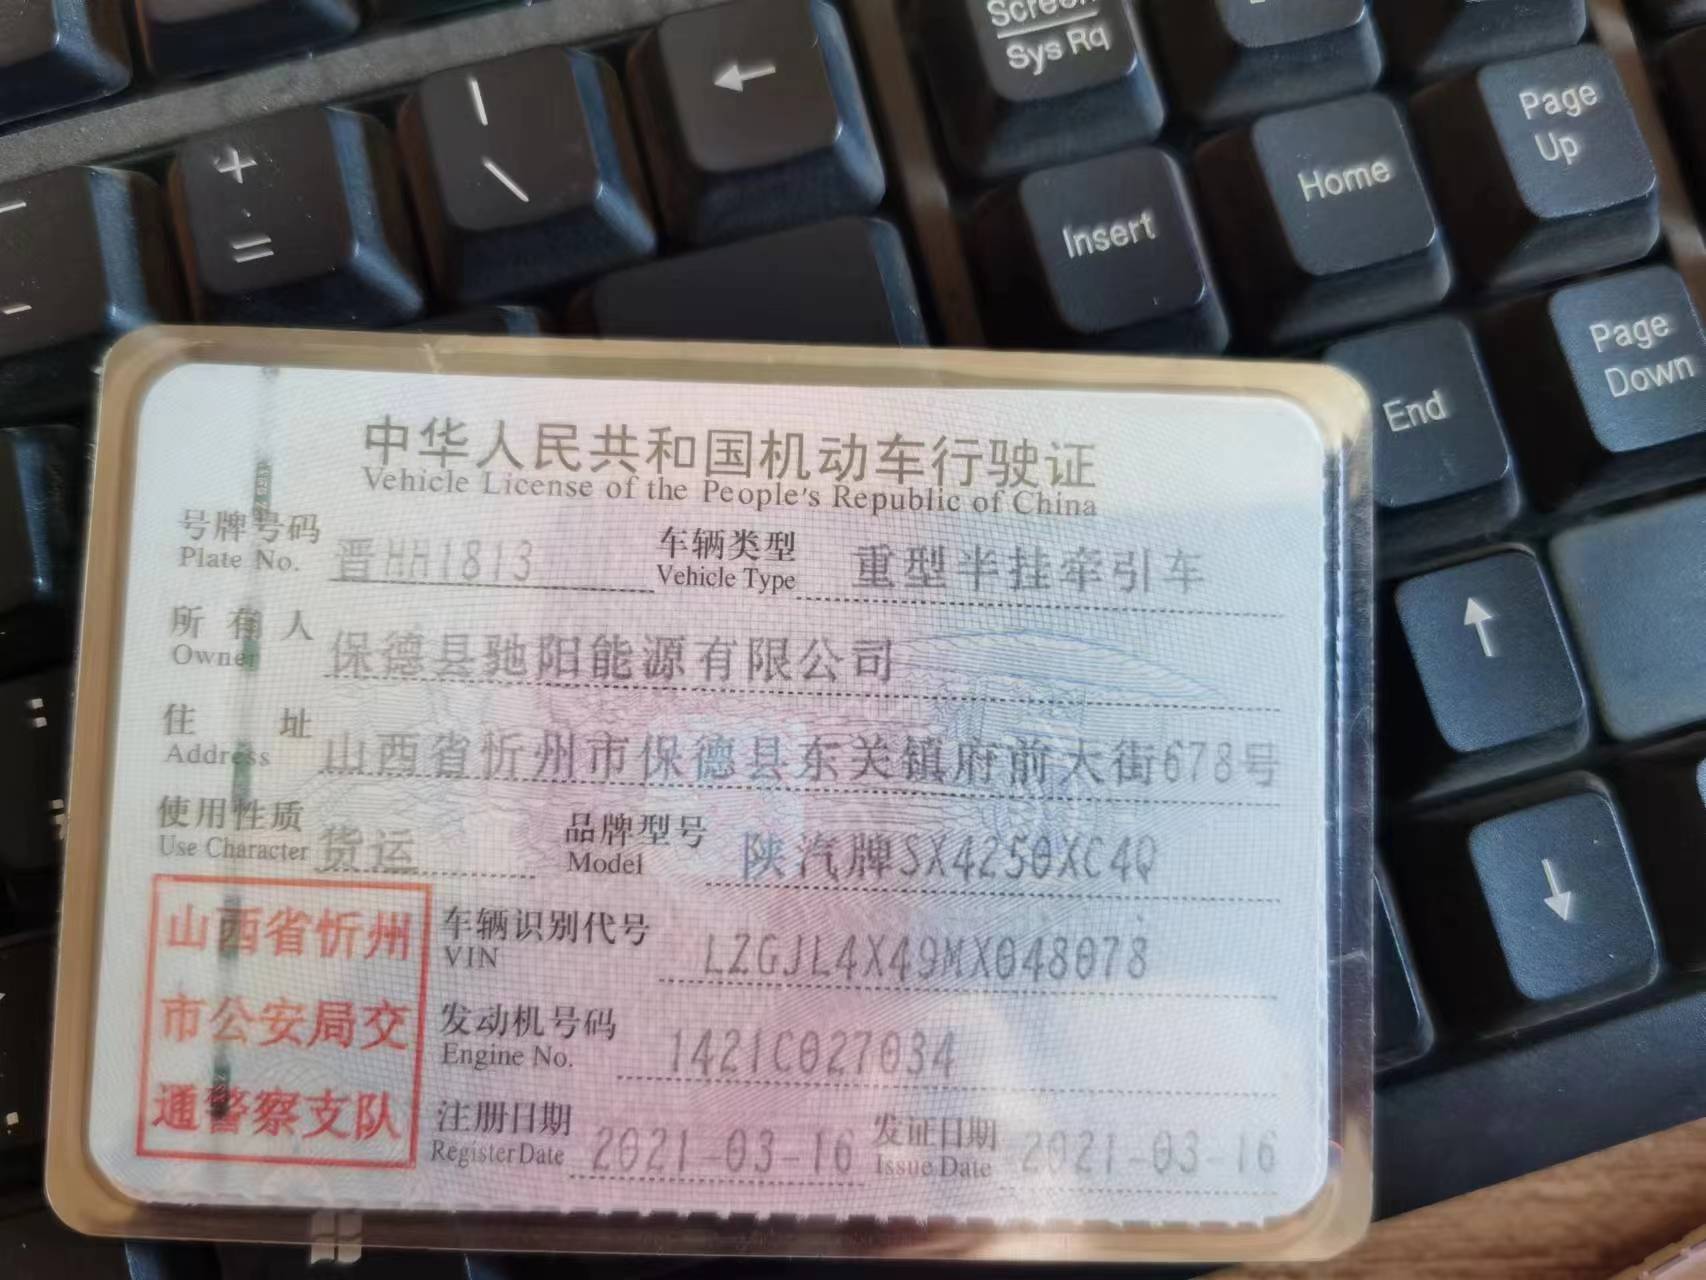 Screen
Sys Rq
Page
Up
Home
Insert
Page
Down
End
+
=
中华人民共和国机动车行驶证
Vehicle License of the People's Republic of China
号牌号码 晋HH1813 车辆类型 重型半挂牵引车
Plate No. Vehicle Type
所有人 保德县驰阳能源有限公司
Owner
住址 山西省忻州市保德县东关镇府前大街678号
Address
使用性质 货运 品牌型号 陕汽牌SX4250XC4Q
Use Character Model
山西省忻州
市公安局交
通警察支队
车辆识别代号 LZGJL4X49MX048078
VIN
发动机号码 1421C027034
Engine No.
注册日期 2021-03-16 发证日期 2021-03-16
Register Date Issue Date